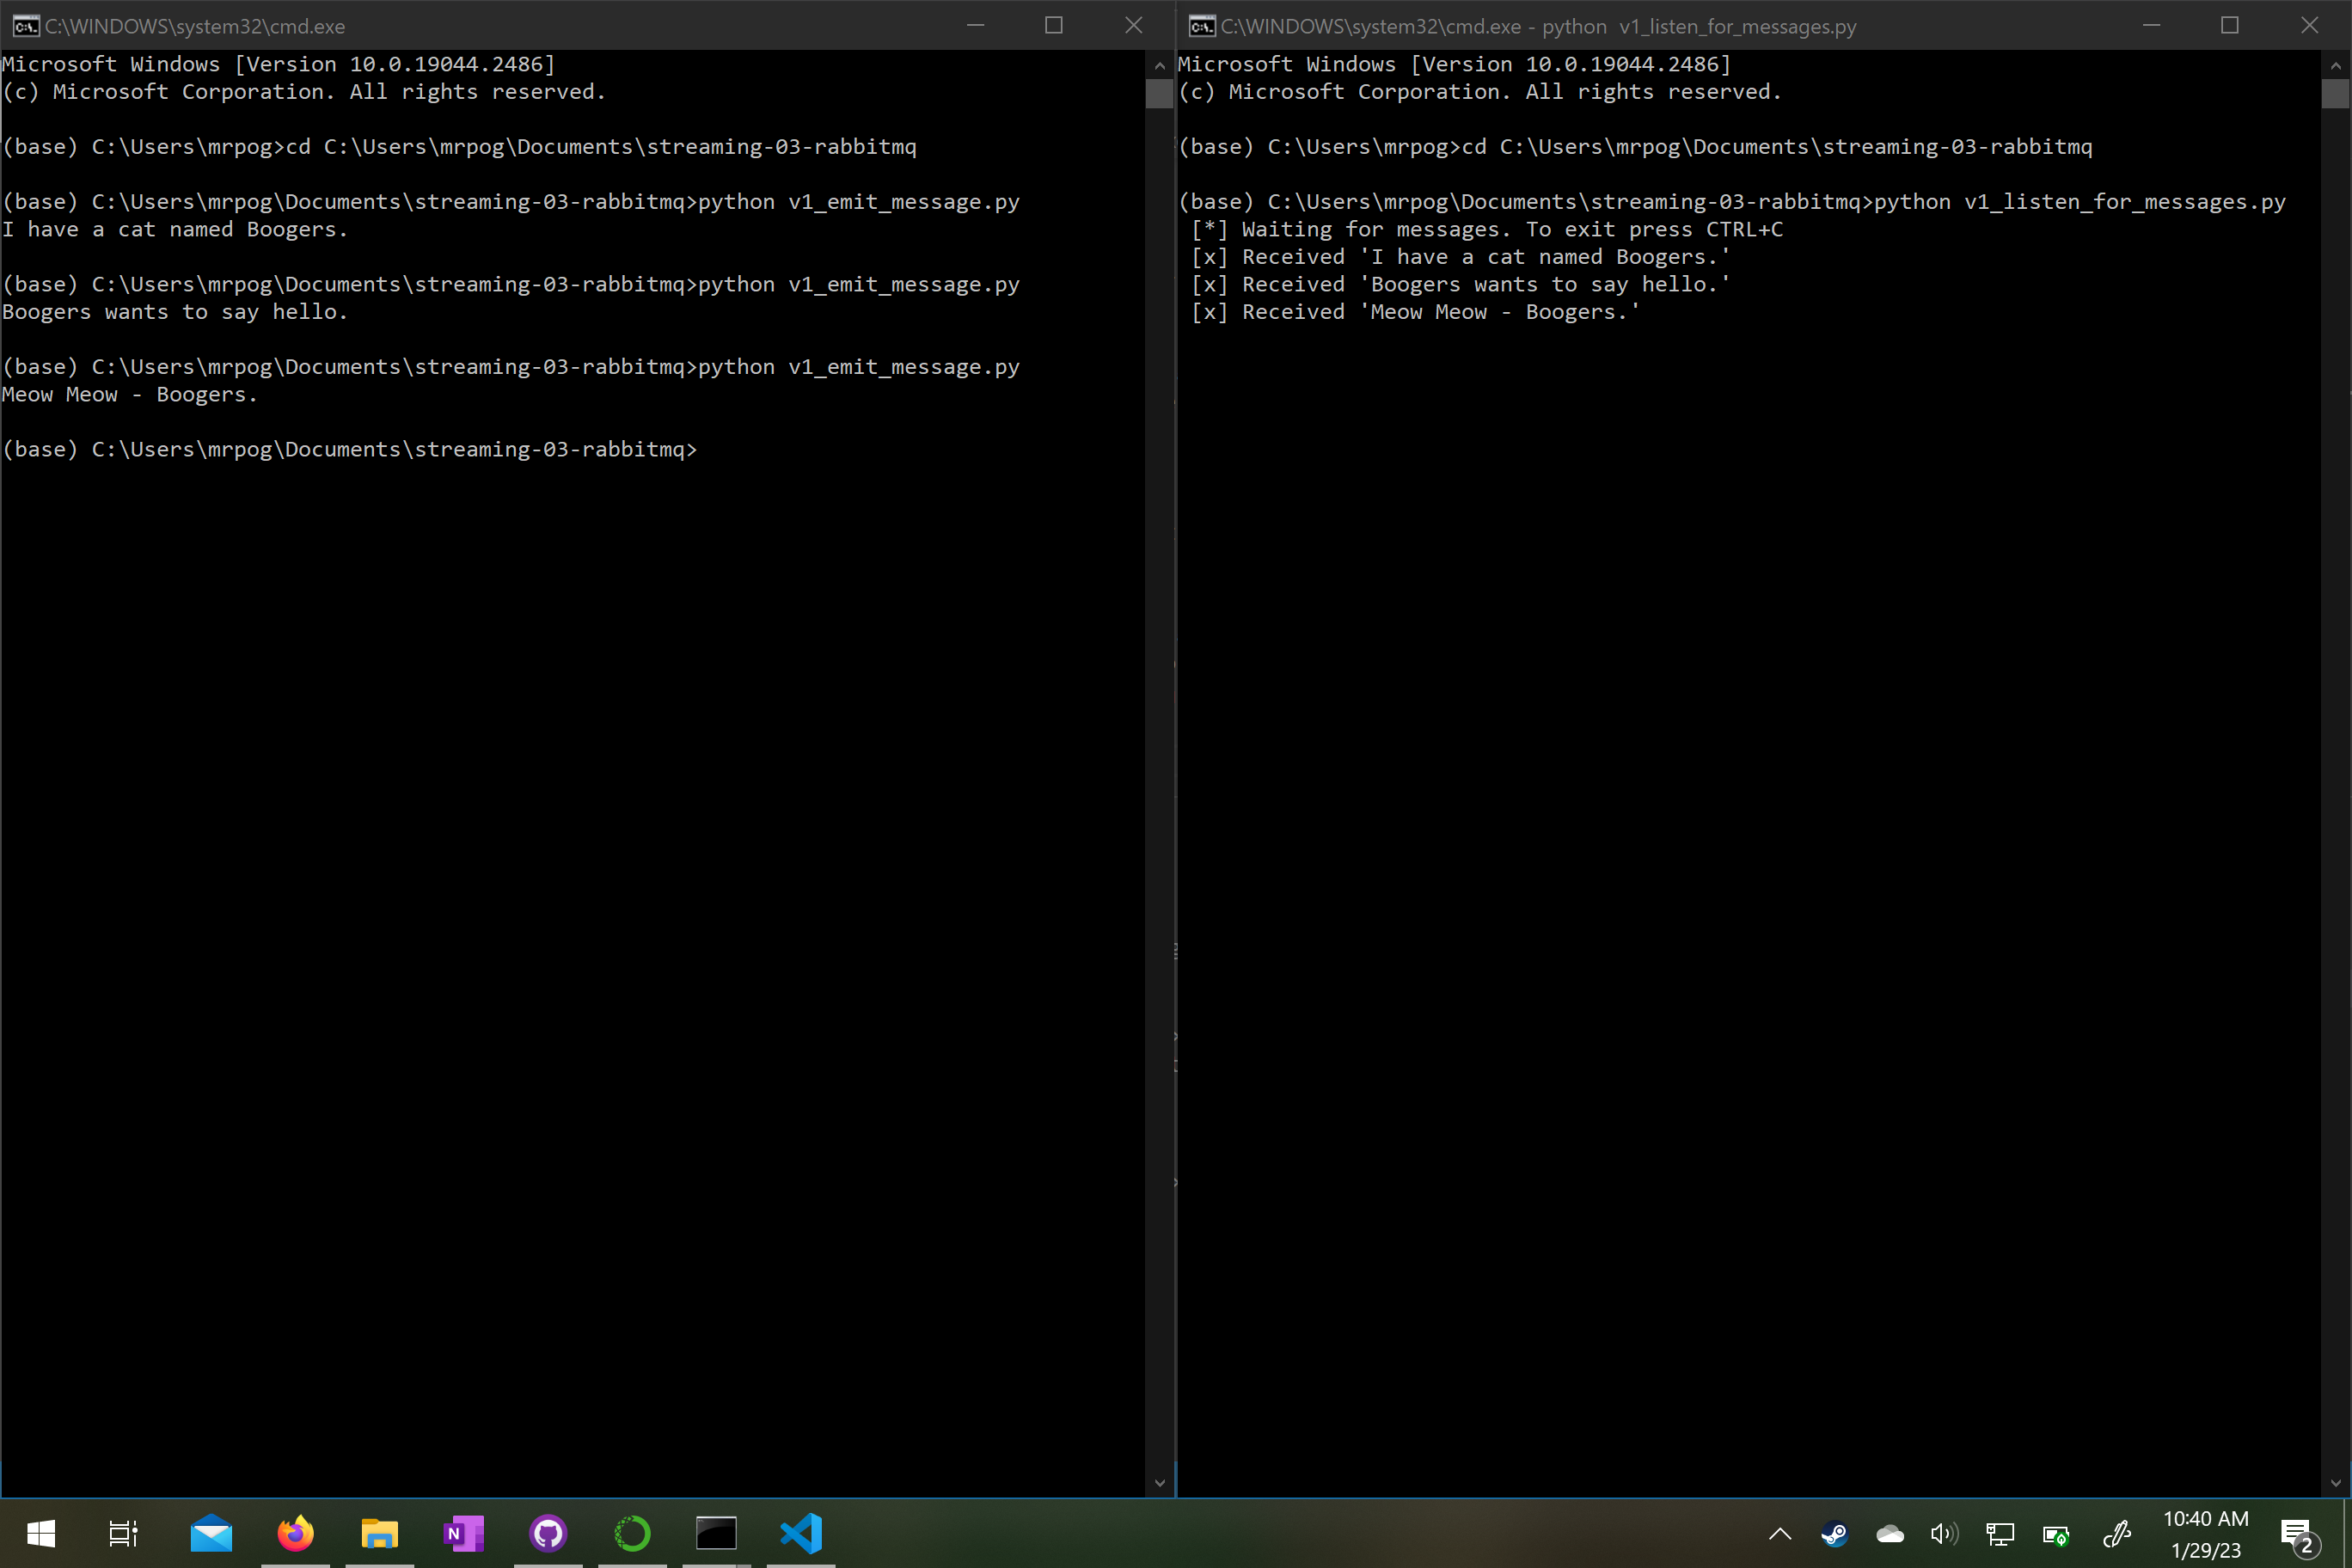 C:\WINDOWS\system32\cmd.exe
Microsoft Windows [Version 10.0.19044.2486]
(c) Microsoft Corporation. All rights reserved.
(base) C:\Users\mrpog>cd C:\Users\mrpog\Documents\streaming-03-rabbitmq
(base) C:\Users\mrpog\Documents\streaming-03-rabbitmq>python v1_emit_message.py
I have a cat named Boogers.
(base) C:\Users\mrpog\Documents\streaming-03-rabbitmq>python v1_emit_message.py
Boogers wants to say hello.
(base) C:\Users\mrpog\Documents\streaming-03-rabbitmq>python v1_emit_message.py
Meow Meow - Boogers.
(base) C:\Users\mrpog\Documents\streaming-03-rabbitmq>
C:\WINDOWS\system32\cmd.exe - python  v1_listen_for_messages.py
Microsoft Windows [Version 10.0.19044.2486]
(c) Microsoft Corporation. All rights reserved.
(base) C:\Users\mrpog>cd C:\Users\mrpog\Documents\streaming-03-rabbitmq
(base) C:\Users\mrpog\Documents\streaming-03-rabbitmq>python v1_listen_for_messages.py
[*] Waiting for messages. To exit press CTRL+C
[x] Received 'I have a cat named Boogers.'
[x] Received 'Boogers wants to say hello.'
[x] Received 'Meow Meow - Boogers.'
N
10:40 AM
1/29/23
2